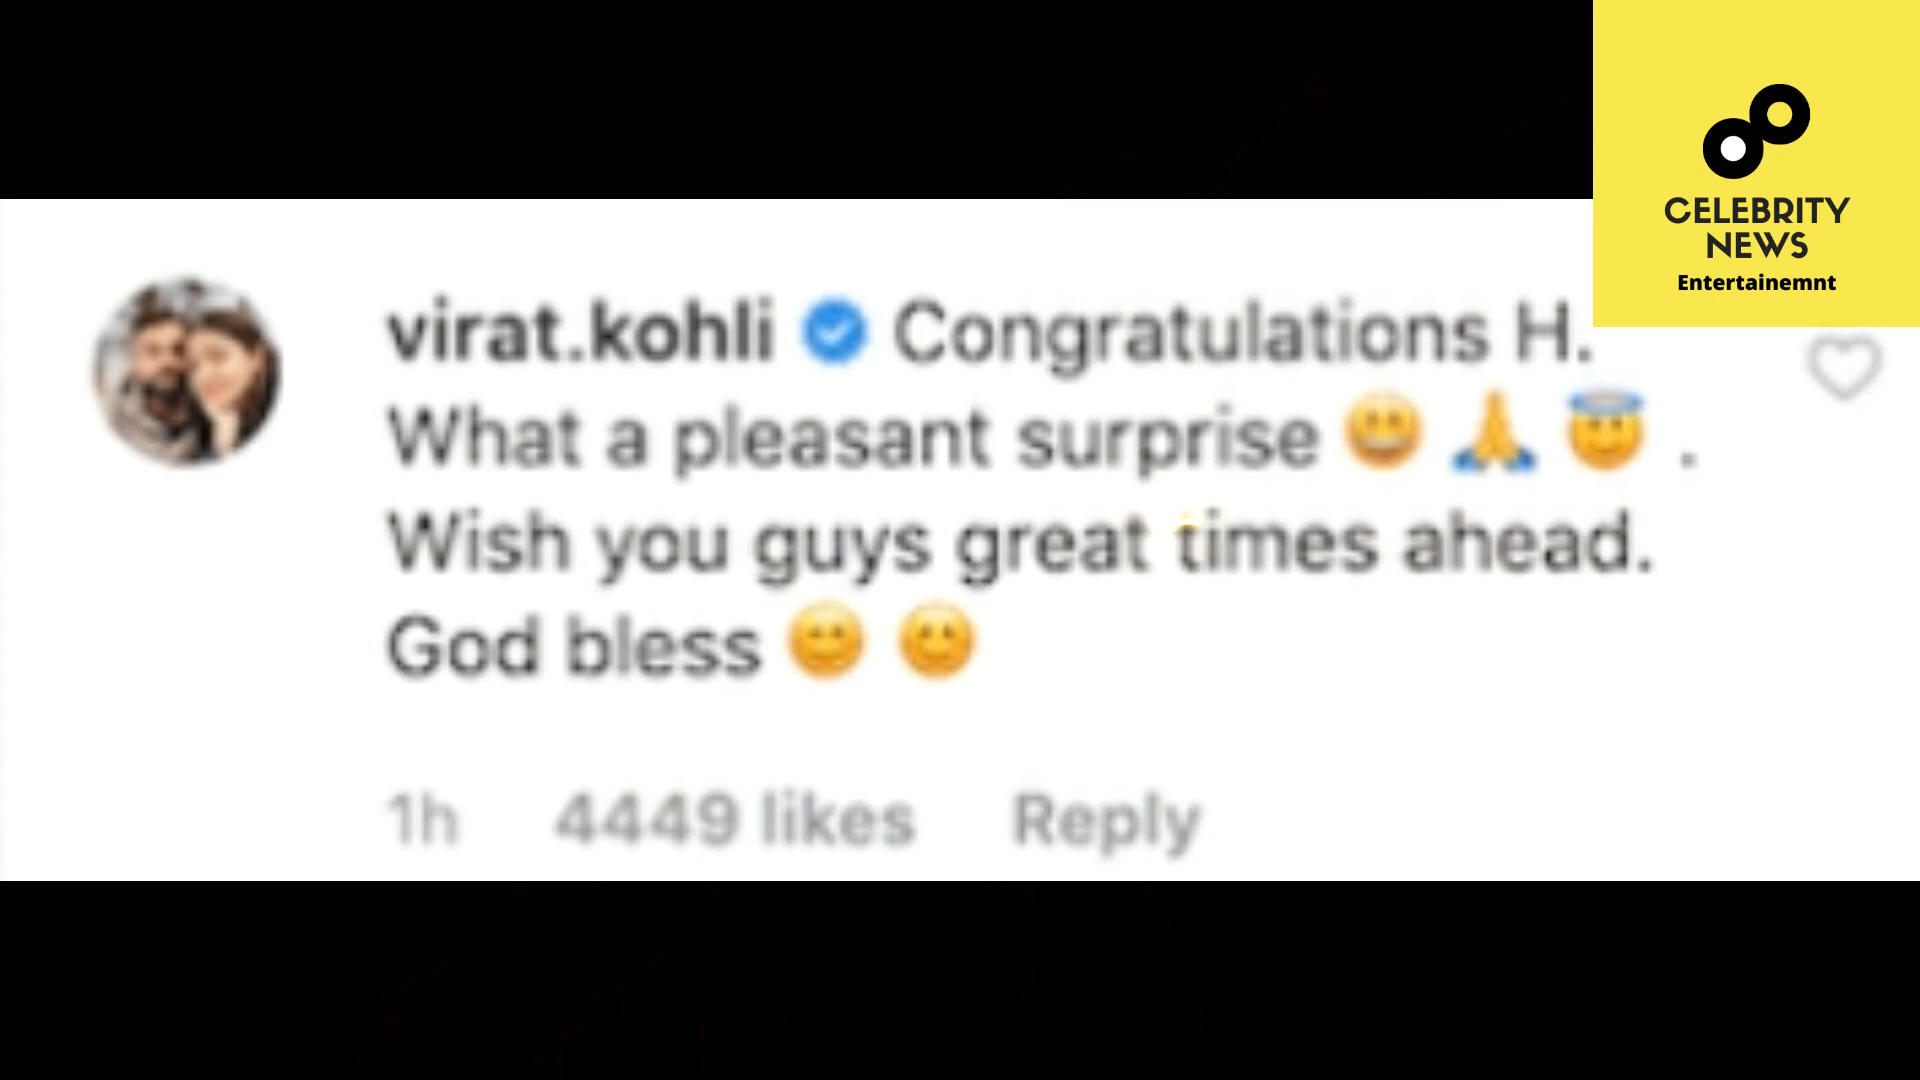 CELEBRITY
NEWS
Entertainemnt
virat.kohli Congratulations H.
What a pleasant surprise 😀 🙏 😇 .
Wish you guys great times ahead.
God bless 😊 😊
1h 4449 likes Reply